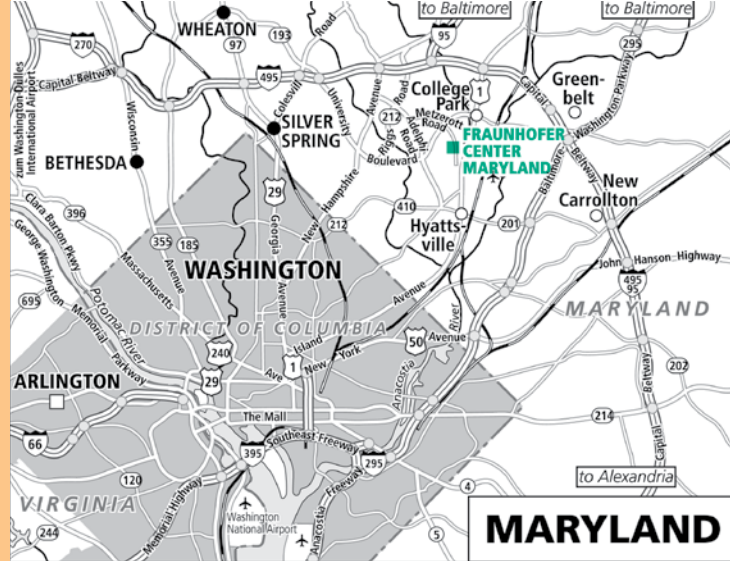 to Baltimore
to Baltimore
WHEATON
193
Road
95
270
97
295
Capital Beltway
495
Colesville
University
Avenue
Road
College
Park
1
Capital
Green-
belt
Washington Parkway
zum Washington-Dulles
International Airport
Wisconsin
SILVER
SPRING
212
Metzerott
Road
Adelphi
Road
Riggs
Boulevard
FRAUNHOFER
CENTER
MARYLAND
Baltimore
Beltway
BETHESDA
New
Carrollton
29
New Hampshire
410
Clara Barton Pkwy
396
George Washington
Memorial
Parkway
355
185
Massachusetts
Avenue
Georgia
Avenue
212
Hyatts-
ville
201
WASHINGTON
John Hanson Highway
495
95
695
Potomac River
Avenue
MARYLAND
DISTRICT OF COLUMBIA
River
Anacostia
240
Island
Ave
New York
Avenue
50
1
29
202
ARLINGTON
Beltway
The Mall
214
66
Southeast Freeway
395
295
Capital
120
to Alexandria
VIRGINIA
Memorial Highway
Anacostia
Freeway
4
Washington
National Airport
5
244
MARYLAND